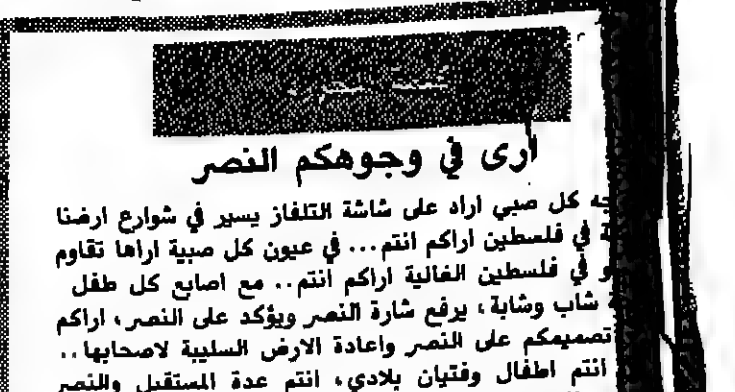 ارى في وجوهكم النصر
كل صبي اراه على شاشة التلفاز يسير في شوارع ارضنا
في فلسطين اراكم انتم... في عيون كل صبية اراها تقاوم
في فلسطين الغالية اراكم انتم.. مع اصابع كل طفل
شاب وشابة، يرفع شارة النصر ويؤكد على النصر، اراكم
تصميمكم على النصر واعادة الارض السليبة لاصحابها..
انتم اطفال وفتيان بلادي، انتم عدة المستقبل والنصر